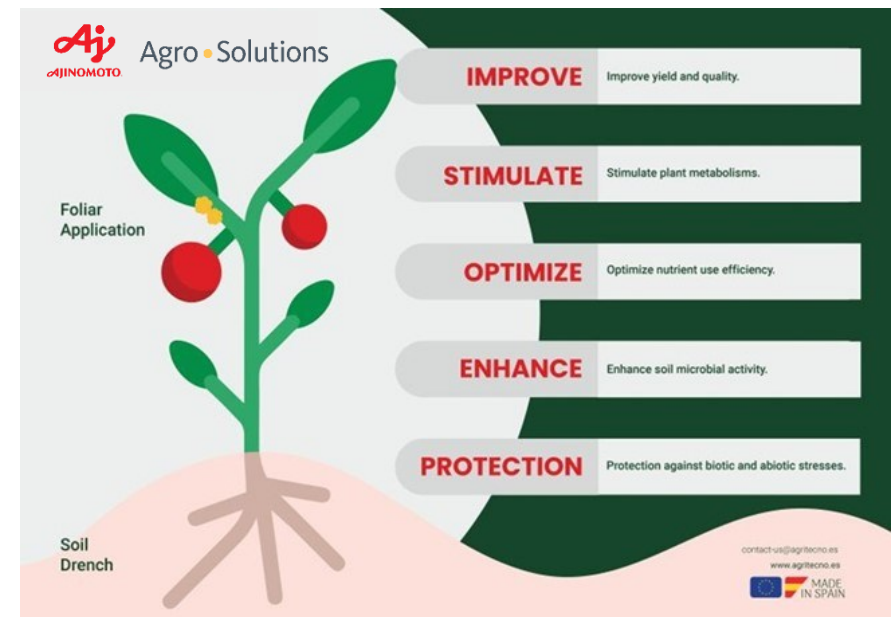 AJINOMOTO.
Agro Solutions
IMPROVE
Improve yield and quality.
STIMULATE
Stimulate plant metabolisms.
OPTIMIZE
Optimize nutrient use efficiency.
ENHANCE
Enhance soil microbial activity.
PROTECTION
Protection against biotic and abiotic stresses.
Foliar
Application
Soil
Drench
contact-us@agritecno.es
www.agritecno.es
MADE
IN SPAIN